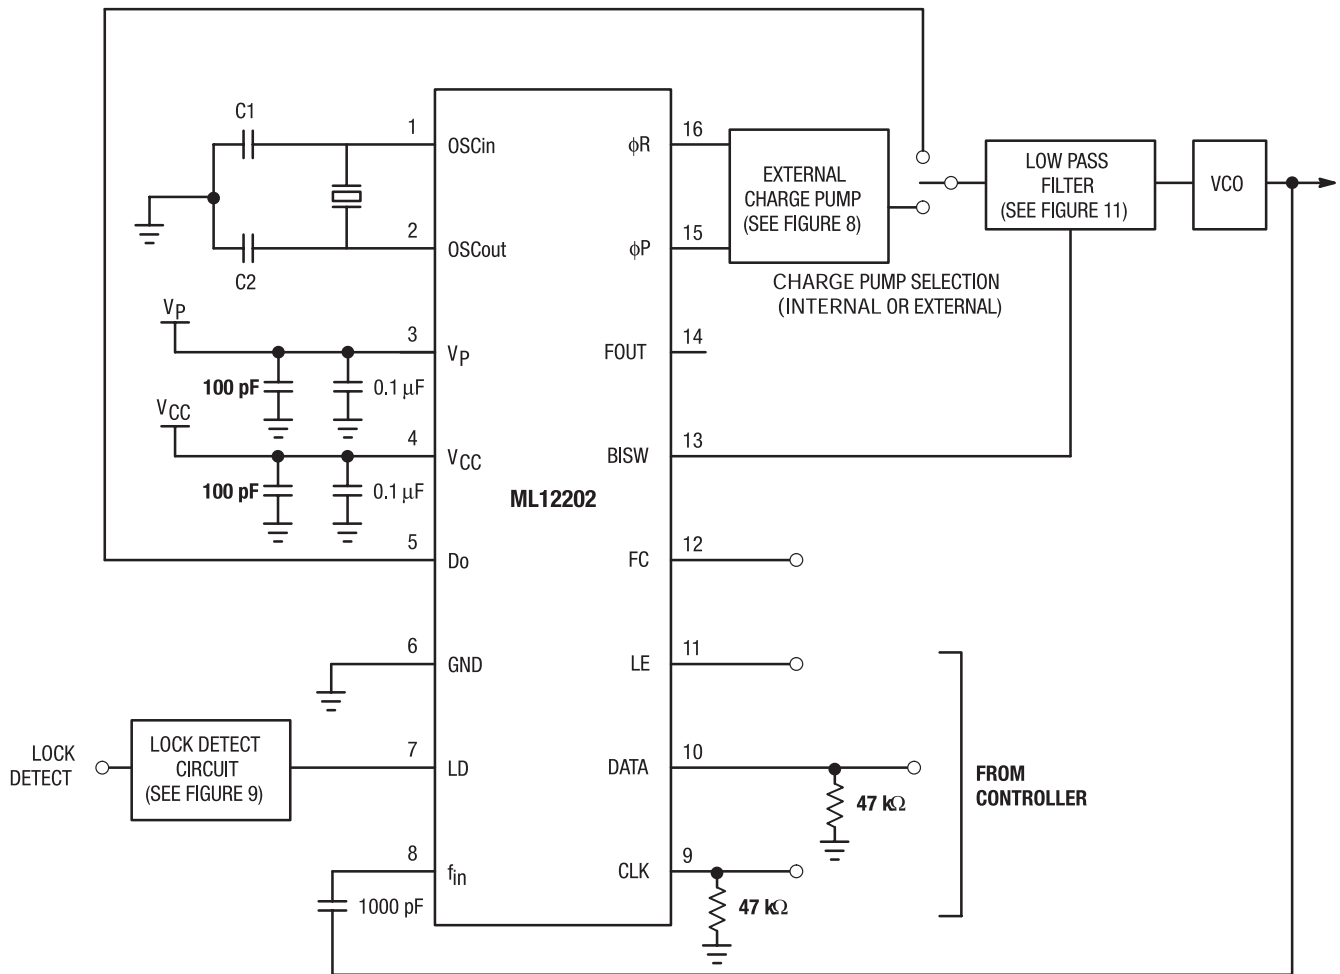 C1
1
OSCin
C2
2
OSCout
VP
3
VP
100 pF
0.1 µF
VCC
4
VCC
100 pF
0.1 µF
5
Do
6
GND
LOCK
DETECT
LOCK DETECT
CIRCUIT
(SEE FIGURE 9)
7
LD
8
fin
1000 pF
ML12202
16
φR
15
φP
EXTERNAL
CHARGE PUMP
(SEE FIGURE 8)
CHARGE PUMP SELECTION
(INTERNAL OR EXTERNAL)
LOW PASS
FILTER
(SEE FIGURE 11)
VCO
14
FOUT
13
BISW
12
FC
11
LE
10
DATA
47 kΩ
9
CLK
47 kΩ
FROM
CONTROLLER